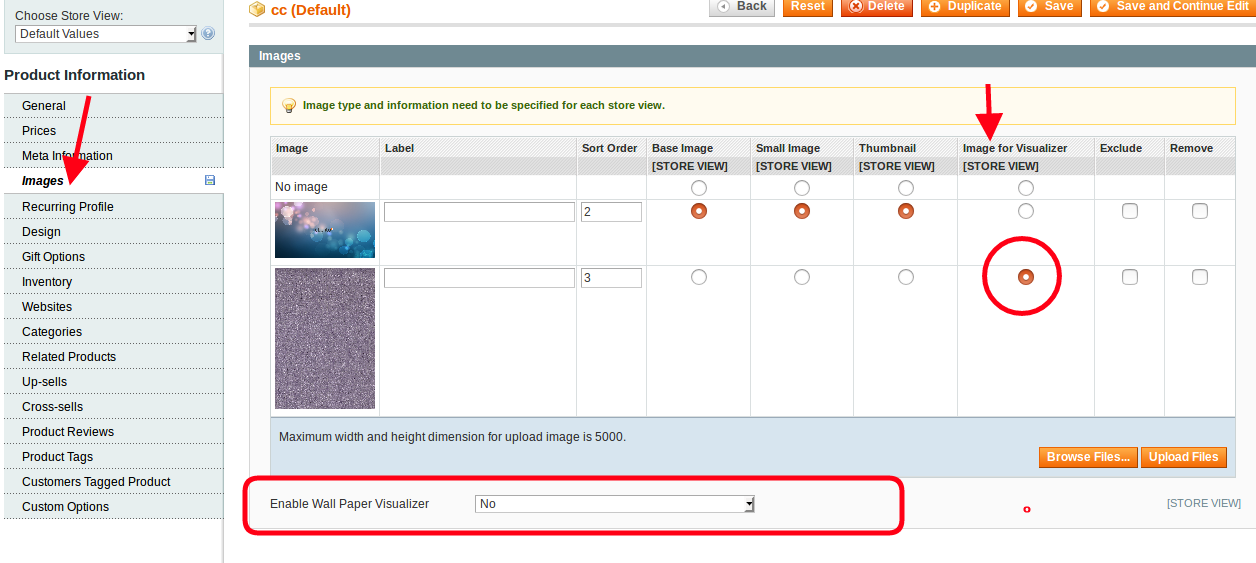 Choose Store View:
Default Values
Product Information
General
Prices
Meta Information
Images
Recurring Profile
Design
Gift Options
Inventory
Websites
Categories
Related Products
Up-sells
Cross-sells
Product Reviews
Product Tags
Customers Tagged Product
Custom Options
cc (Default)
Back Reset Delete Duplicate Save Save and Continue Edit
Images
Image type and information need to be specified for each store view.
Image Label Sort Order Base Image Small Image Thumbnail Image for Visualizer Exclude Remove
[STORE VIEW] [STORE VIEW] [STORE VIEW] [STORE VIEW]
No image
2
3
Maximum width and height dimension for upload image is 5000.
Browse Files... Upload Files
Enable Wall Paper Visualizer No [STORE VIEW]